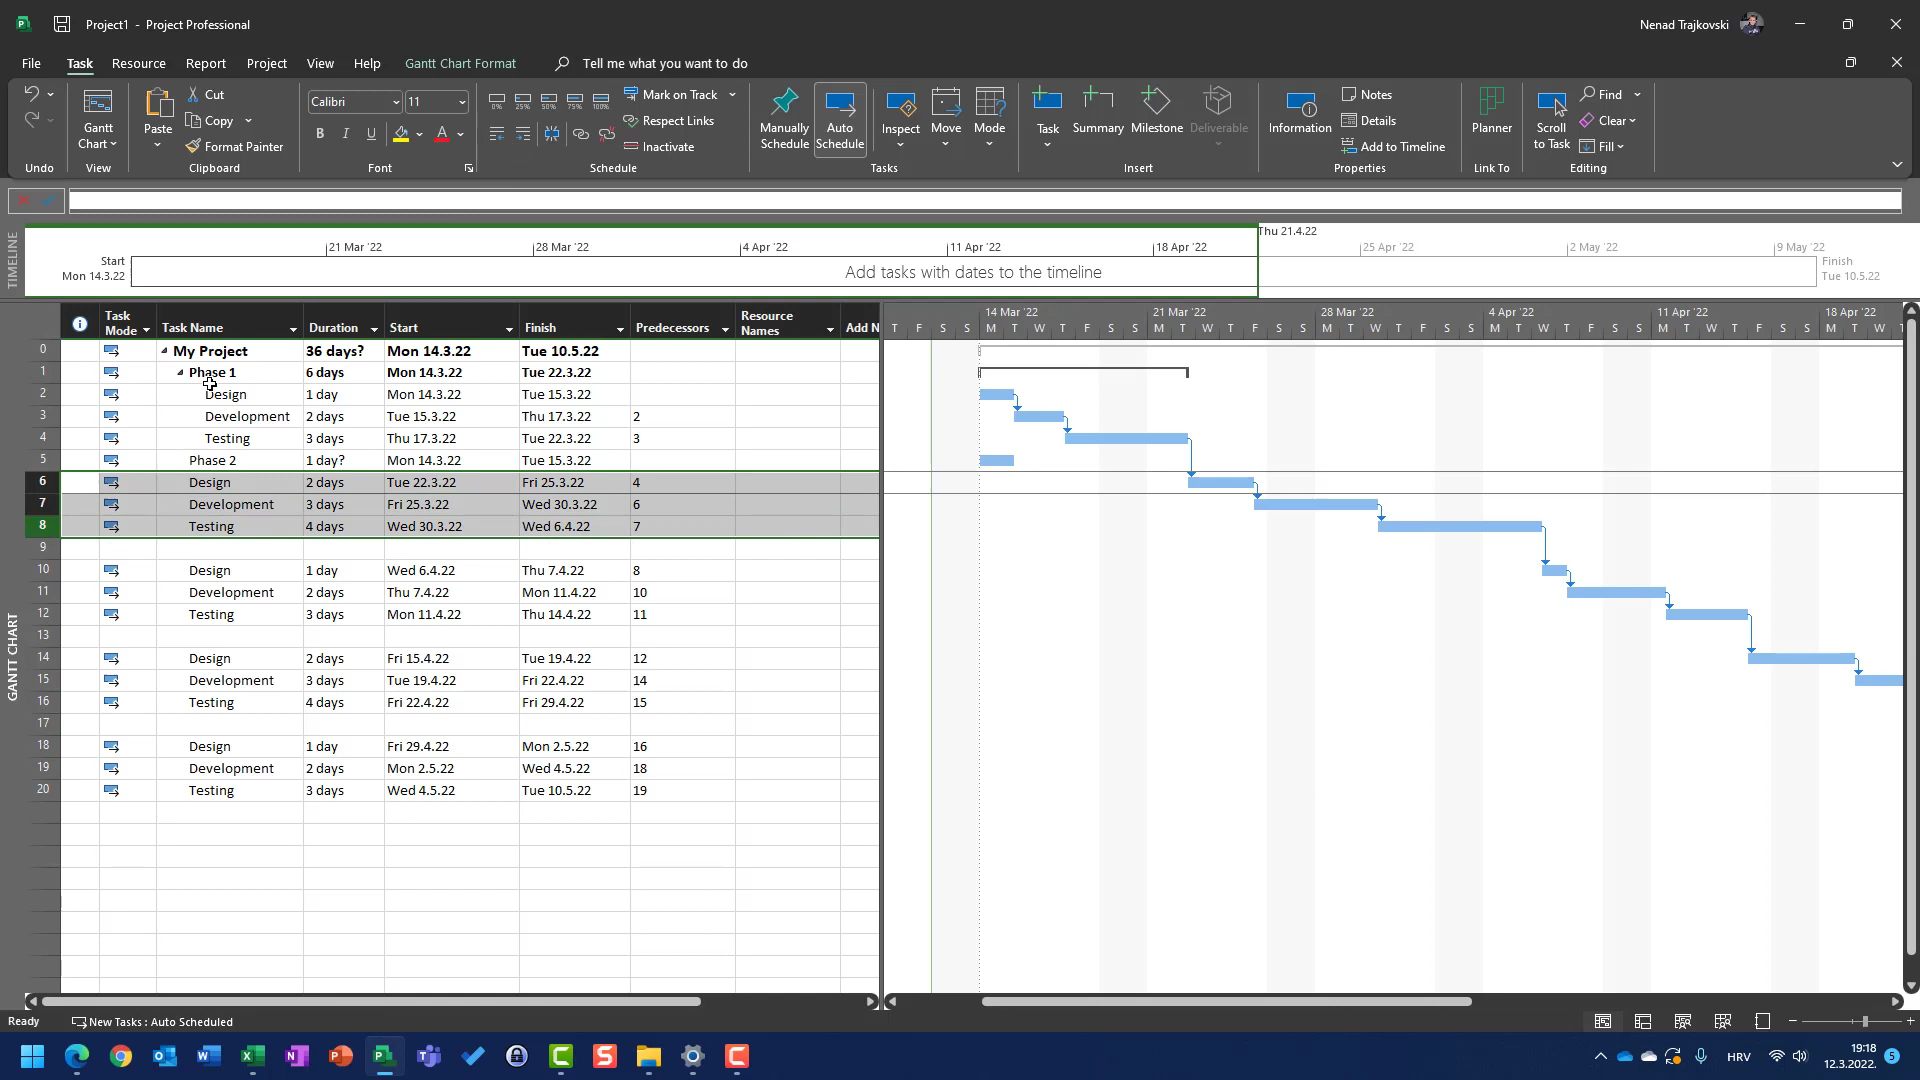 Project1 - Project Professional
Nenad Trajkovski
File Task Resource Report Project View Help Gantt Chart Format Tell me what you want to do
Gantt Chart
Paste
Cut
Copy
Format Painter
Calibri 11
B I U A
0% 25% 50% 75% 100%
Mark on Track
Respect Links
Inactivate
Manually Schedule
Auto Schedule
Inspect
Move
Mode
Task
Summary
Milestone
Deliverable
Information
Notes
Details
Add to Timeline
Planner
Scroll to Task
Find
Clear
Fill
Undo View Clipboard Font Schedule Tasks Insert Properties Link To Editing
TIMELINE
Thu 21.4.22
21 Mar '22 28 Mar '22 4 Apr '22 11 Apr '22 18 Apr '22 25 Apr '22 2 May '22 9 May '22
Start
Mon 14.3.22
Add tasks with dates to the timeline
Finish
Tue 10.5.22
GANTT CHART
Task Mode Task Name Duration Start Finish Predecessors Resource Names Add N
14 Mar '22 21 Mar '22 28 Mar '22 4 Apr '22 11 Apr '22 18 Apr '22
T F S S M T W T F S S M T W T F S S M T W T F S S M T W T F S S M T W T F S S M T W
0 My Project 36 days? Mon 14.3.22 Tue 10.5.22
1 Phase 1 6 days Mon 14.3.22 Tue 22.3.22
2 Design 1 day Mon 14.3.22 Tue 15.3.22
3 Development 2 days Tue 15.3.22 Thu 17.3.22 2
4 Testing 3 days Thu 17.3.22 Tue 22.3.22 3
5 Phase 2 1 day? Mon 14.3.22 Tue 15.3.22
6 Design 2 days Tue 22.3.22 Fri 25.3.22 4
7 Development 3 days Fri 25.3.22 Wed 30.3.22 6
8 Testing 4 days Wed 30.3.22 Wed 6.4.22 7
9
10 Design 1 day Wed 6.4.22 Thu 7.4.22 8
11 Development 2 days Thu 7.4.22 Mon 11.4.22 10
12 Testing 3 days Mon 11.4.22 Thu 14.4.22 11
13
14 Design 2 days Fri 15.4.22 Tue 19.4.22 12
15 Development 3 days Tue 19.4.22 Fri 22.4.22 14
16 Testing 4 days Fri 22.4.22 Fri 29.4.22 15
17
18 Design 1 day Fri 29.4.22 Mon 2.5.22 16
19 Development 2 days Mon 2.5.22 Wed 4.5.22 18
20 Testing 3 days Wed 4.5.22 Tue 10.5.22 19
Ready New Tasks : Auto Scheduled
HRV
19:18
12.3.2022.
5